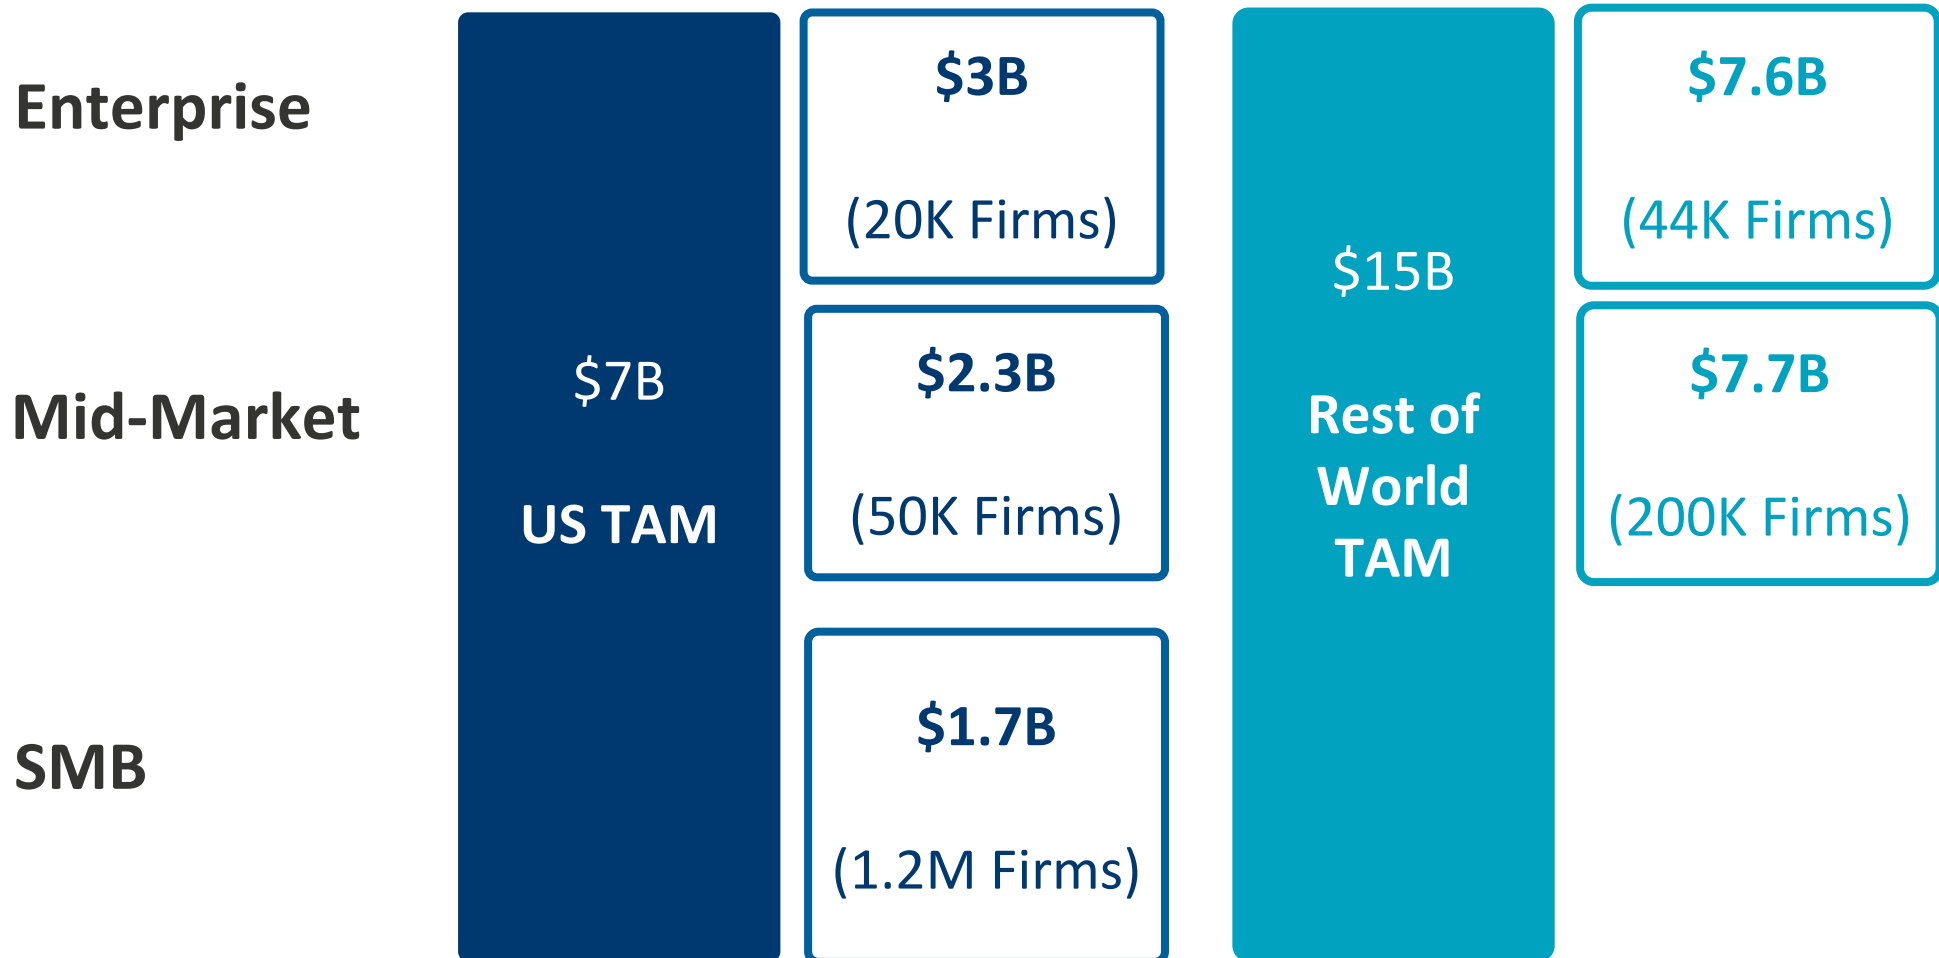 Enterprise
Mid-Market
SMB
$7B
US TAM
$3B
(20K Firms)
$2.3B
(50K Firms)
$1.7B
(1.2M Firms)
$15B
Rest of
World
TAM
$7.6B
(44K Firms)
$7.7B
(200K Firms)